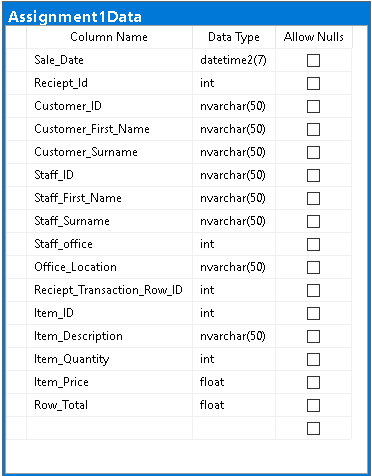 Assignment1Data
Column Name Data Type Allow Nulls
Sale_Date datetime2(7)
Reciept_Id int
Customer_ID nvarchar(50)
Customer_First_Name nvarchar(50)
Customer_Surname nvarchar(50)
Staff_ID nvarchar(50)
Staff_First_Name nvarchar(50)
Staff_Surname nvarchar(50)
Staff_office int
Office_Location nvarchar(50)
Reciept_Transaction_Row_ID int
Item_ID int
Item_Description nvarchar(50)
Item_Quantity int
Item_Price float
Row_Total float